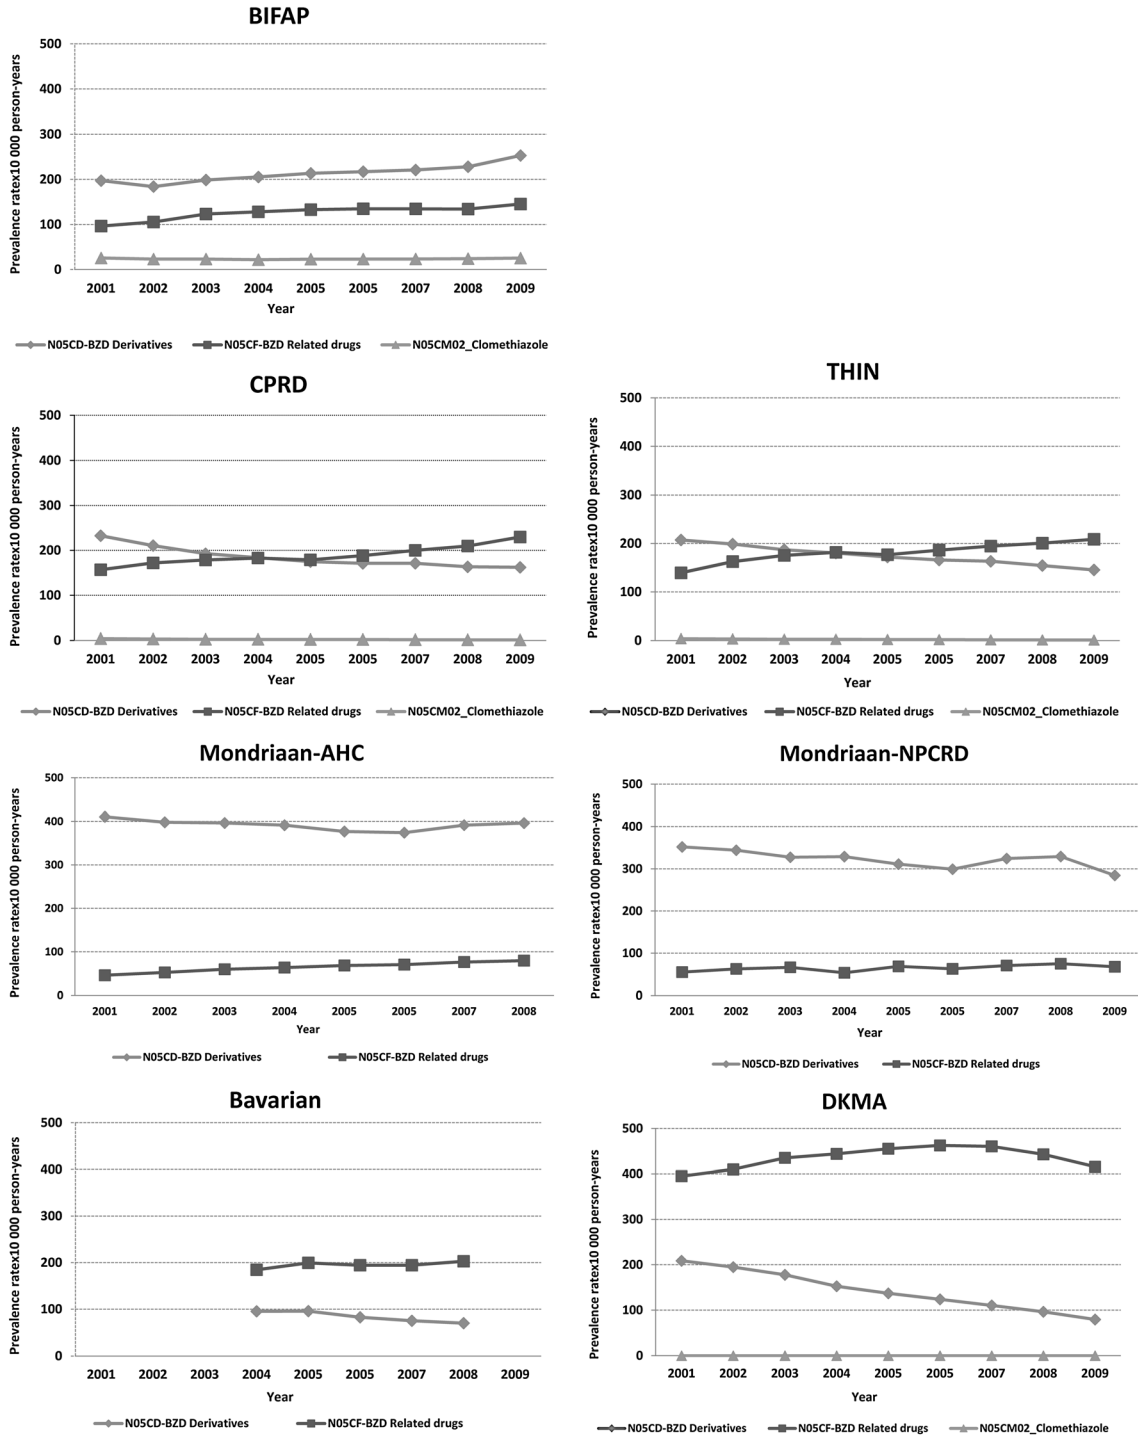 BIFAP
Prevalence ratex10 000 person-years
500
400
300
200
100
0
2001 2002 2003 2004 2005 2005 2007 2008 2009
Year
N05CD-BZD Derivatives N05CF-BZD Related drugs N05CM02_Clomethiazole
CPRD
Prevalence ratex10 000 person-years
500
400
300
200
100
0
2001 2002 2003 2004 2005 2005 2007 2008 2009
Year
N05CD-BZD Derivatives N05CF-BZD Related drugs N05CM02_Clomethiazole
THIN
Prevalence ratex10 000 person-years
500
400
300
200
100
0
2001 2002 2003 2004 2005 2005 2007 2008 2009
Year
N05CD-BZD Derivatives N05CF-BZD Related drugs N05CM02_Clomethiazole
Mondriaan-AHC
Prevalence ratex10 000 person-years
500
400
300
200
100
0
2001 2002 2003 2004 2005 2005 2007 2008
Year
N05CD-BZD Derivatives N05CF-BZD Related drugs
Mondriaan-NPCRD
Prevalence ratex10 000 person-years
500
400
300
200
100
0
2001 2002 2003 2004 2005 2005 2007 2008 2009
Year
N05CD-BZD Derivatives N05CF-BZD Related drugs
Bavarian
Prevalence ratex10 000 person-years
500
400
300
200
100
0
2001 2002 2003 2004 2005 2005 2007 2008 2009
Year
N05CD-BZD Derivatives N05CF-BZD Related drugs
DKMA
Prevalence ratex10 000 person-years
500
400
300
200
100
0
2001 2002 2003 2004 2005 2005 2007 2008 2009
Year
N05CD-BZD Derivatives N05CF-BZD Related drugs N05CM02_Clomethiazole